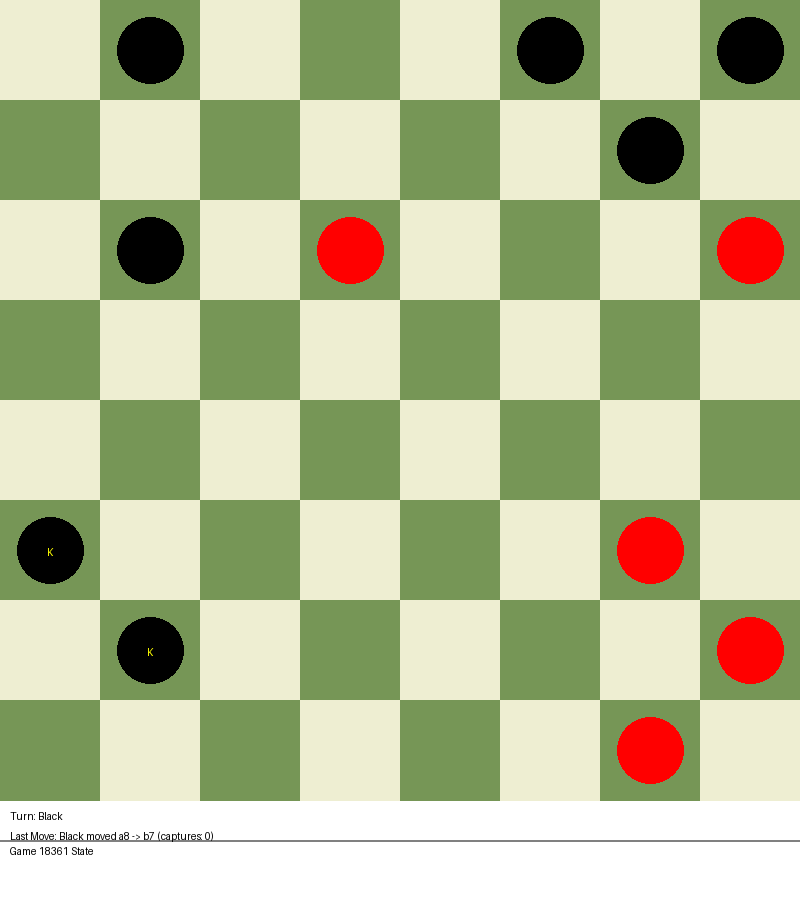 K
K
Turn: Black
Last Move: Black moved a8 -> b7 (captures: 0)
Game 18361 State